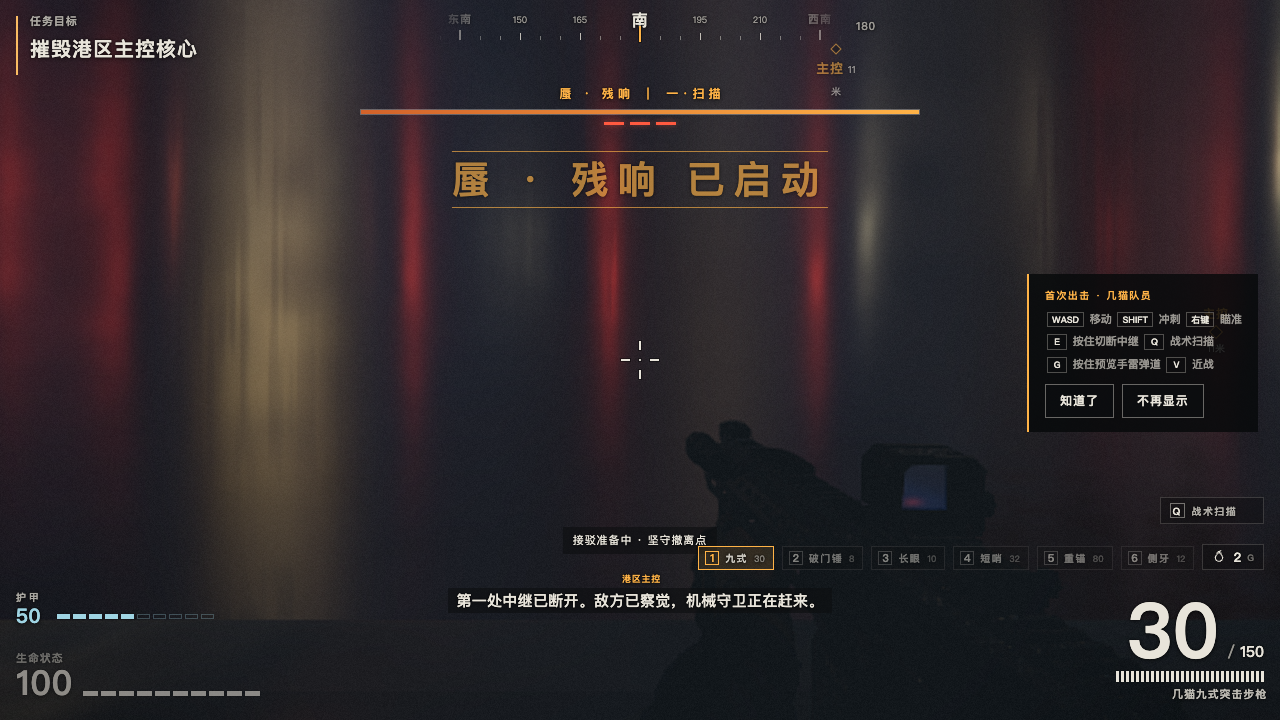 任务目标
摧毁港区主控核心
东南 150 165 南 195 210 西南 180
主控 11
米
蜃 · 残响 | 一·扫描
蜃 · 残响 已启动
首次出击 · 几猫队员
WASD 移动 SHIFT 冲刺 右键 瞄准
E 按住切断中继 Q 战术扫描
G 按住预览手雷弹道 V 近战
知道了 不再显示
Q 战术扫描
接驳准备中 · 坚守撤离点
1 九式 30 2 破门锤 8 3 长眼 10 4 短哨 32 5 重锚 80 6 侧牙 12 2 G
港区主控
第一处中继已断开。敌方已察觉，机械守卫正在赶来。
护甲
50
生命状态
100
30 / 150
几猫九式突击步枪